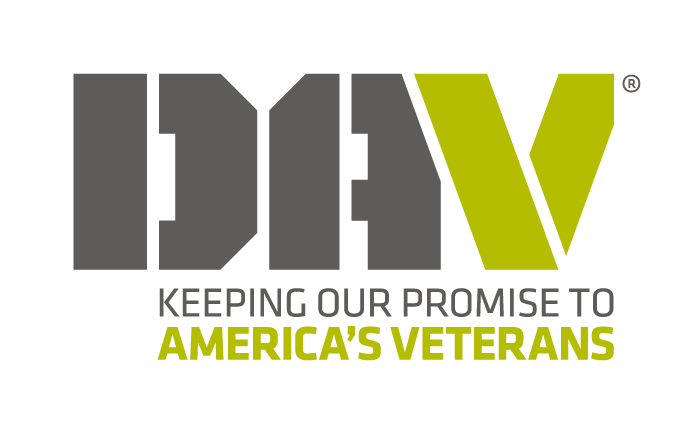 DAV®
KEEPING OUR PROMISE TO
AMERICA'S VETERANS